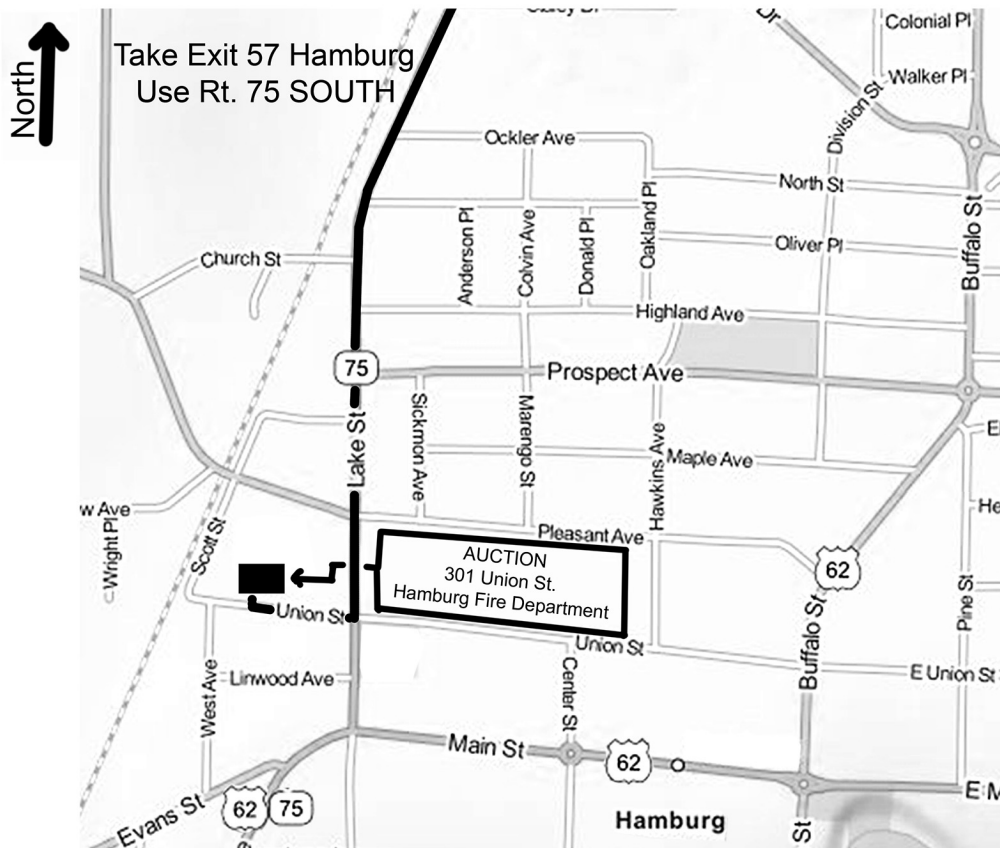 North
Take Exit 57 Hamburg
Use Rt. 75 SOUTH
Dr
Colonial Pl
Walker Pl
Division St
Ockler Ave
North St
Anderson Pl
Colvin Ave
Donald Pl
Oakland Pl
Oliver Pl
Buffalo St
Church St
Highland Ave
75
Prospect Ave
Lake St
Sickmon Ave
Marengo St
Hawkins Ave
Maple Ave
w Ave
Wright Pl
Scott St
Pleasant Ave
He
AUCTION
301 Union St.
Hamburg Fire Department
62
Pine St
Union St
Union St
Buffalo St
E Union St
West Ave
Linwood Ave
Center St
Main St
62
E M
Evans St
62
75
Hamburg
St